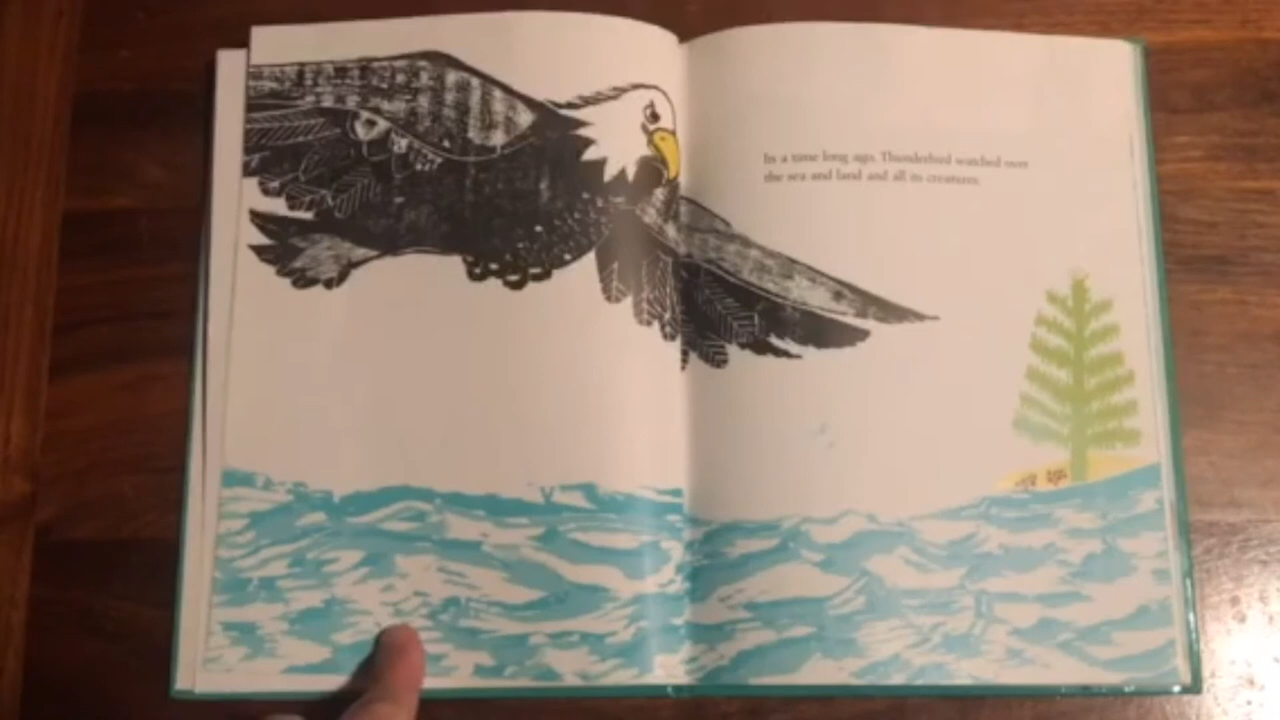 In a time long ago, Thunderbird watched over
the sea and land and all its creatures.